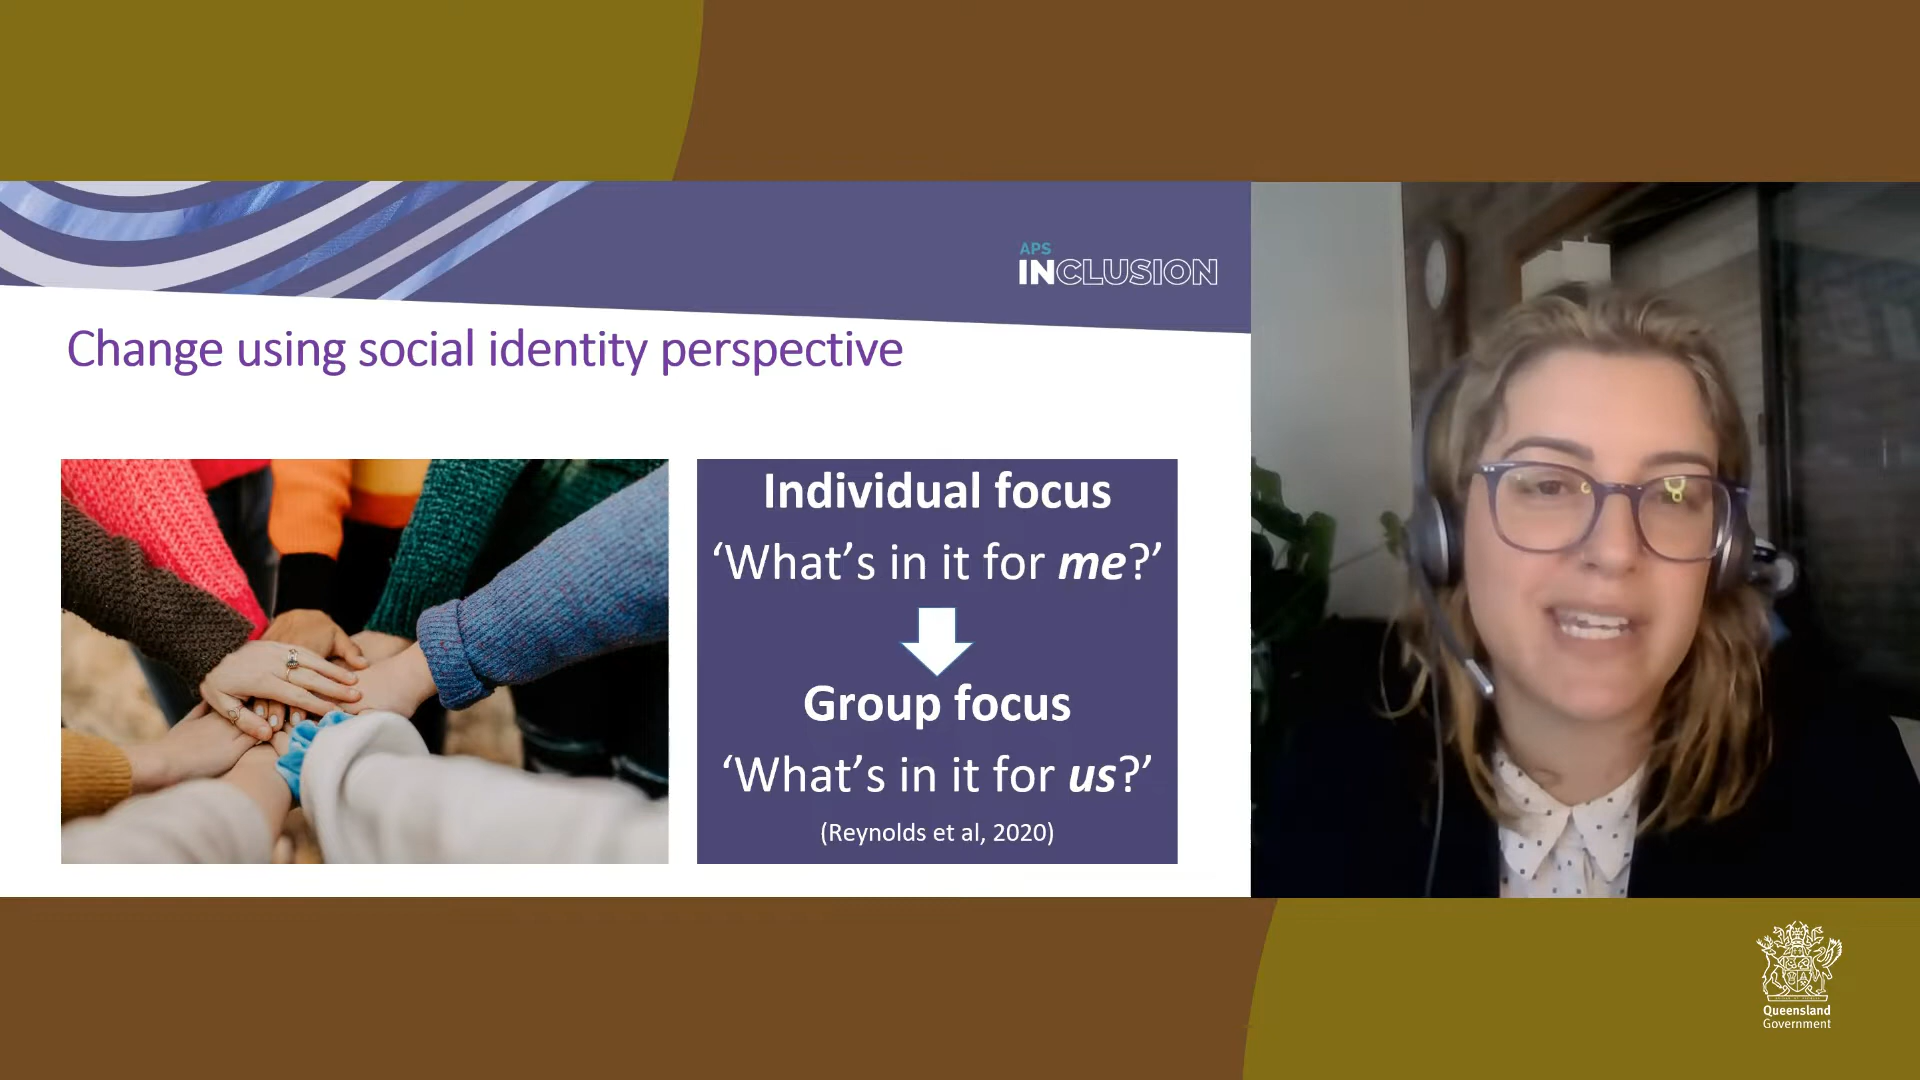 APS
INCLUSION
Change using social identity perspective
Individual focus
‘What’s in it for me?’
Group focus
‘What’s in it for us?’
(Reynolds et al, 2020)
Queensland
Government